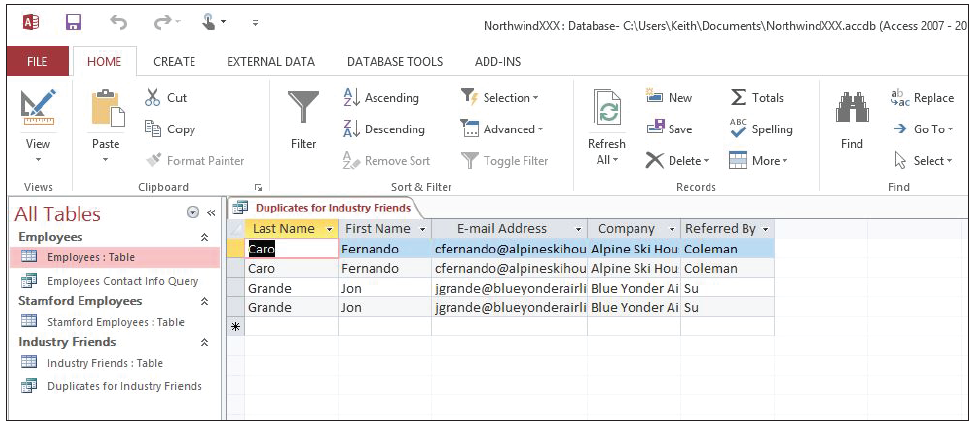 NorthwindXXX : Database- C:\Users\Keith\Documents\NorthwindXXX.accdb (Access 2007 - 20
FILE HOME CREATE EXTERNAL DATA DATABASE TOOLS ADD-INS
View
Views
Paste
Cut
Copy
Format Painter
Clipboard
Filter
Ascending
Descending
Remove Sort
Selection
Advanced
Toggle Filter
Sort & Filter
Refresh
All
New
Save
Delete
Totals
Spelling
More
Records
Find
Replace
Go To
Select
Find
All Tables
Employees
Employees : Table
Employees Contact Info Query
Stamford Employees
Stamford Employees : Table
Industry Friends
Industry Friends : Table
Duplicates for Industry Friends
Duplicates for Industry Friends
Last Name First Name E-mail Address Company Referred By
Caro Fernando cfernando@alpineskihou Alpine Ski Hou Coleman
Caro Fernando cfernando@alpineskihou Alpine Ski Hou Coleman
Grande Jon jgrande@blueyonderairli Blue Yonder Ai Su
Grande Jon jgrande@blueyonderairli Blue Yonder Ai Su